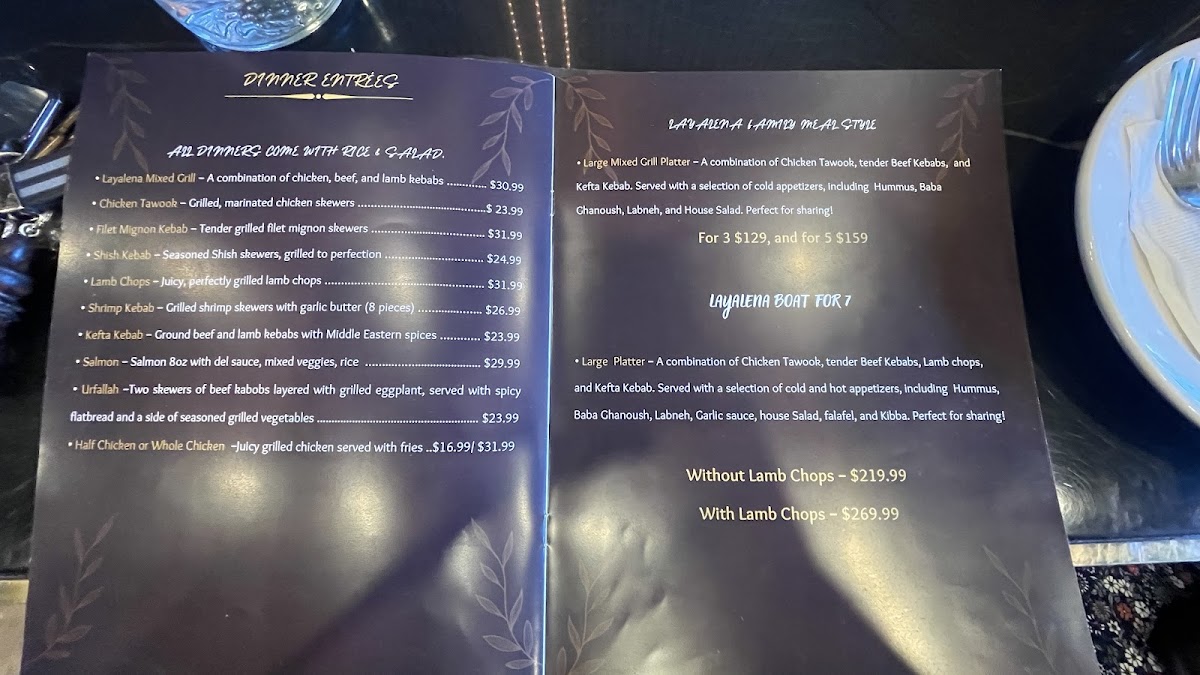 DINNER ENTRÉES
ALL DINNERS COME WITH RICE & SALAD.
• Layalena Mixed Grill – A combination of chicken, beef, and lamb kebabs ............ $30.99
• Chicken Tawook – Grilled, marinated chicken skewers .......................................$ 23.99
• Filet Mignon Kebab – Tender grilled filet mignon skewers ................................... $31.99
• Shish Kebab – Seasoned Shish skewers, grilled to perfection .............................. $24.99
• Lamb Chops – Juicy, perfectly grilled lamb chops ................................................ $31.99
• Shrimp Kebab – Grilled shrimp skewers with garlic butter (8 pieces) ................... $26.99
• Kefta Kebab – Ground beef and lamb kebabs with Middle Eastern spices ............ $23.99
• Salmon – Salmon 8oz with del sauce, mixed veggies, rice ................................... $29.99
• Urfallah –Two skewers of beef kabobs layered with grilled eggplant, served with spicy
flatbread and a side of seasoned grilled vegetables ................................................ $23.99
• Half Chicken or Whole Chicken –Juicy grilled chicken served with fries ..$16.99/ $31.99
LAYALENA FAMILY MEAL STYLE
• Large Mixed Grill Platter – A combination of Chicken Tawook, tender Beef Kebabs, and
Kefta Kebab. Served with a selection of cold appetizers, including Hummus, Baba
Ghanoush, Labneh, and House Salad. Perfect for sharing!
For 3 $129, and for 5 $159
LAYALENA BOAT FOR 7
• Large Platter – A combination of Chicken Tawook, tender Beef Kebabs, Lamb chops,
and Kefta Kebab. Served with a selection of cold and hot appetizers, including Hummus,
Baba Ghanoush, Labneh, Garlic sauce, house Salad, falafel, and Kibba. Perfect for sharing!
Without Lamb Chops – $219.99
With Lamb Chops – $269.99